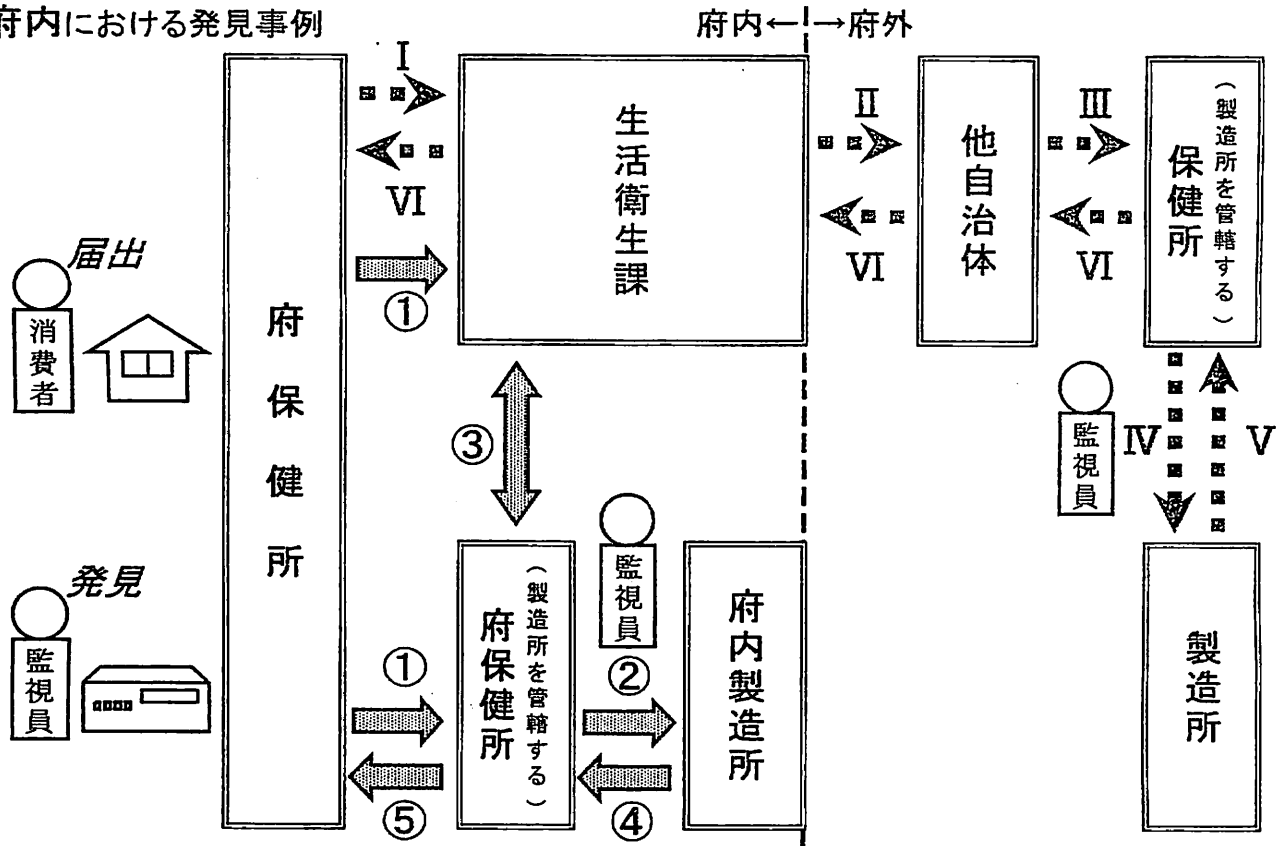 府内における発見事例
府内←
→府外
届出
消費者
発見
監視員
府保健所
Ⅰ
Ⅵ
①
生活衛生課
③
①
⑤
府保健所
(製造所を管轄する)
監視員
②
④
府内製造所
Ⅱ
Ⅵ
他自治体
Ⅲ
Ⅵ
保健所
(製造所を管轄する)
監視員
Ⅳ
Ⅴ
製造所